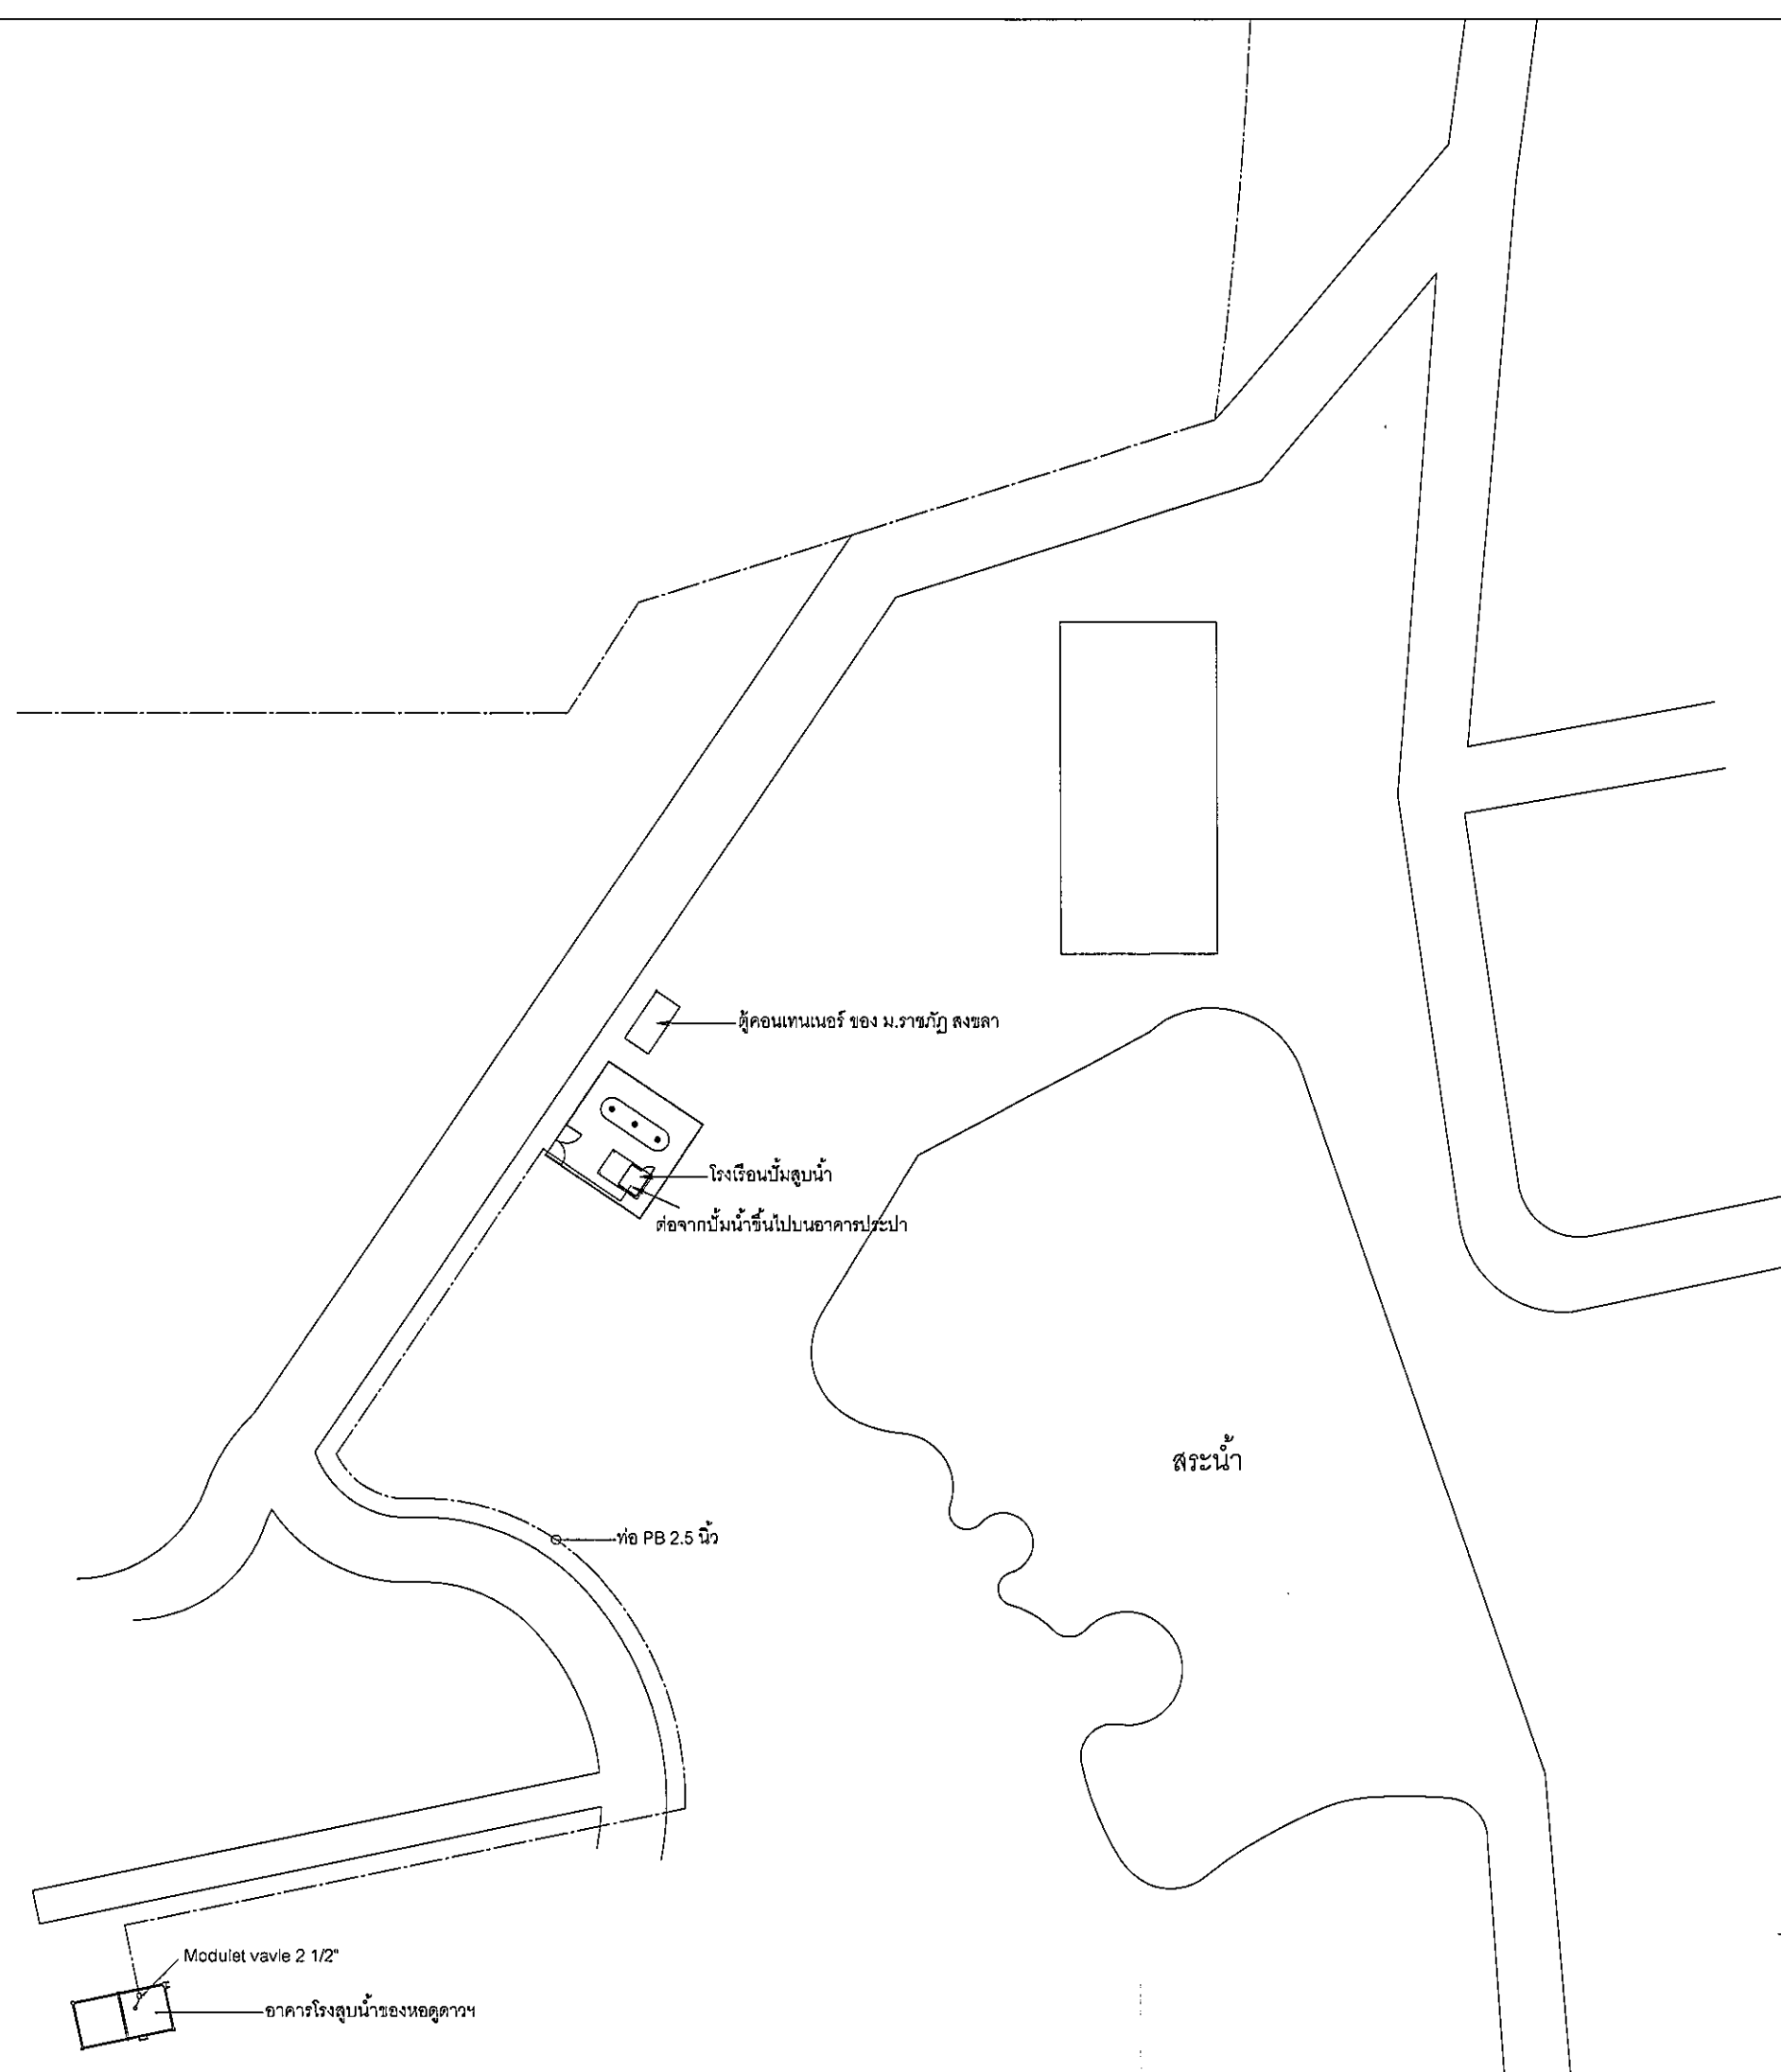 ตู้คอนเทนเนอร์ ของ ม.ราชภัฏ สงขลา
โรงเรือนปั้มสูบน้ำ
ต่อจากปั้มน้ำขึ้นไปบนอาคารประปา
สระน้ำ
ท่อ PB 2.5 นิ้ว
Modulet vavle 2 1/2"
อาคารโรงสูบน้ำของหอดูดาวฯ